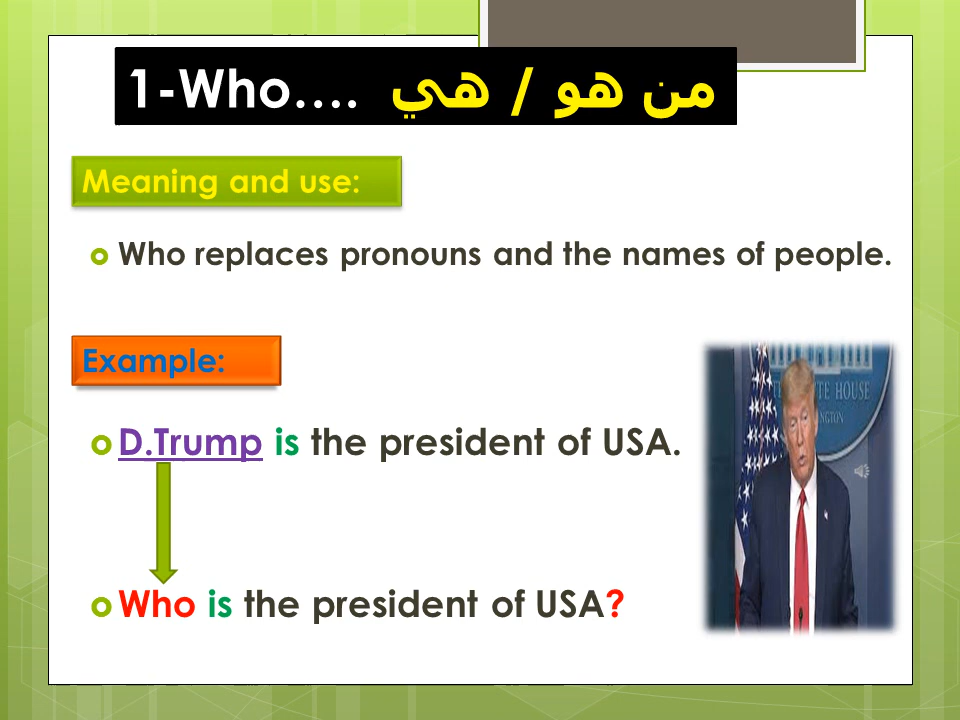 1-Who.... من هو / هي
Meaning and use:
Who replaces pronouns and the names of people.
Example:
D.Trump is the president of USA.
Who is the president of USA?
HOUSE